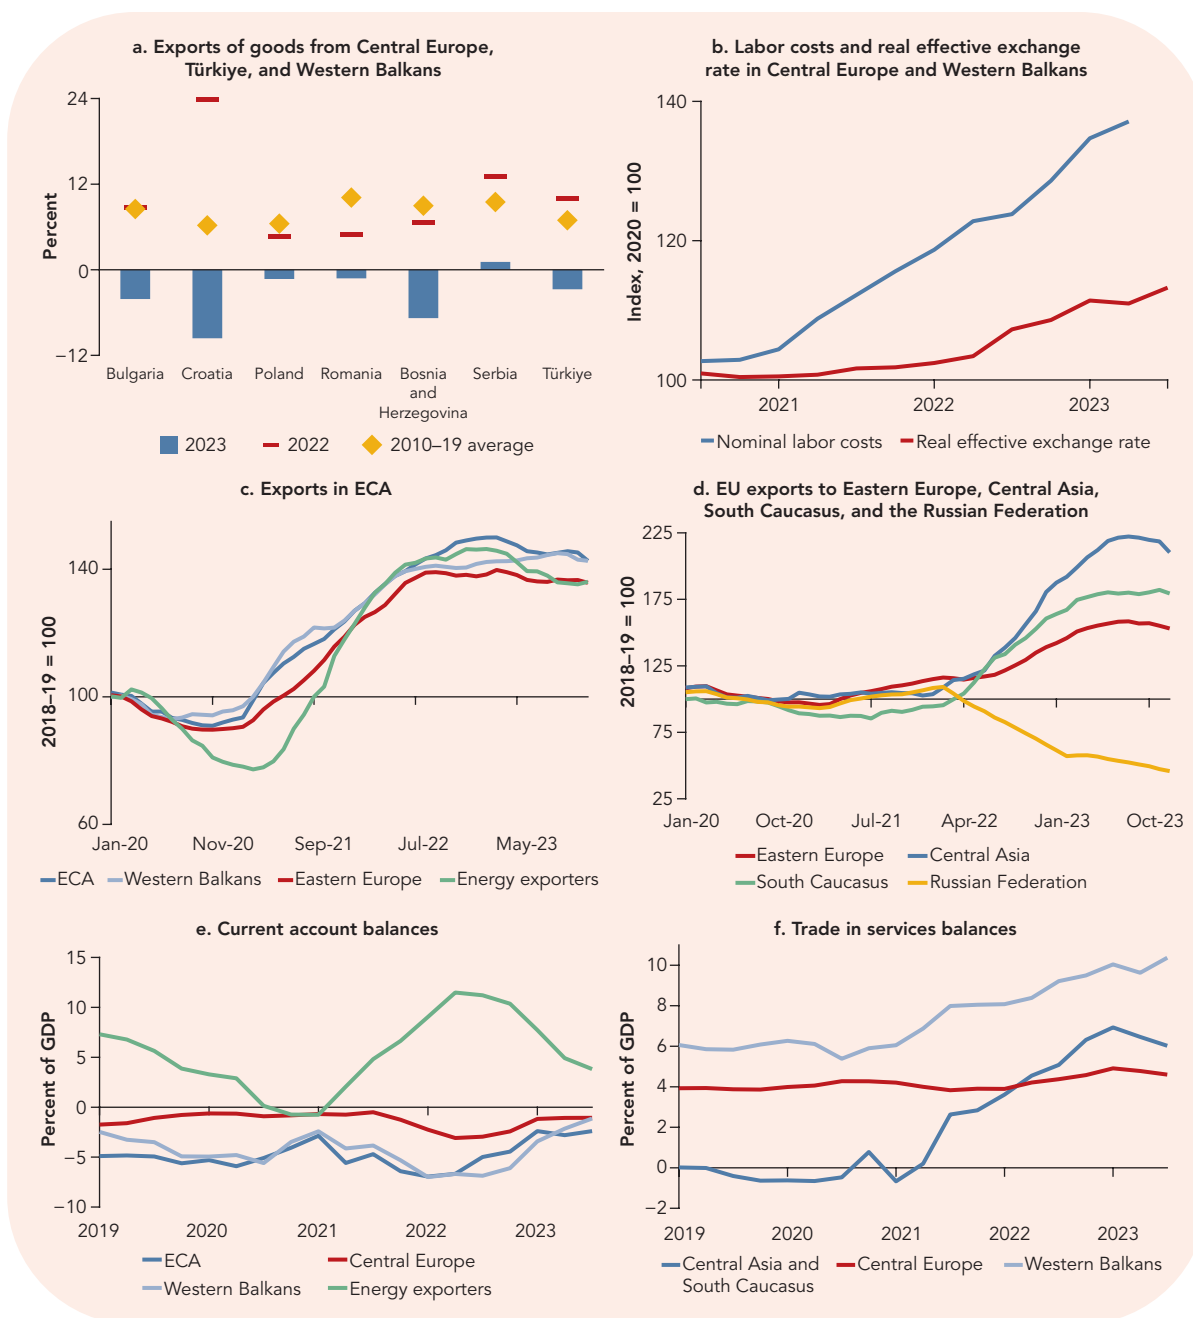 a. Exports of goods from Central Europe,
Türkiye, and Western Balkans
24
12
0
−12
Percent
Bulgaria
Croatia
Poland
Romania
Bosnia
and
Herzegovina
Serbia
Türkiye
2023
2022
2010–19 average
b. Labor costs and real effective exchange
rate in Central Europe and Western Balkans
140
120
100
Index, 2020 = 100
2021
2022
2023
Nominal labor costs
Real effective exchange rate
c. Exports in ECA
140
100
60
2018–19 = 100
Jan-20
Nov-20
Sep-21
Jul-22
May-23
ECA
Western Balkans
Eastern Europe
Energy exporters
d. EU exports to Eastern Europe, Central Asia,
South Caucasus, and the Russian Federation
225
175
125
75
25
2018–19 = 100
Jan-20
Oct-20
Jul-21
Apr-22
Jan-23
Oct-23
Eastern Europe
Central Asia
South Caucasus
Russian Federation
e. Current account balances
15
10
5
0
−5
−10
Percent of GDP
2019
2020
2021
2022
2023
ECA
Central Europe
Western Balkans
Energy exporters
f. Trade in services balances
10
8
6
4
2
0
−2
Percent of GDP
2019
2020
2021
2022
2023
Central Asia and
South Caucasus
Central Europe
Western Balkans